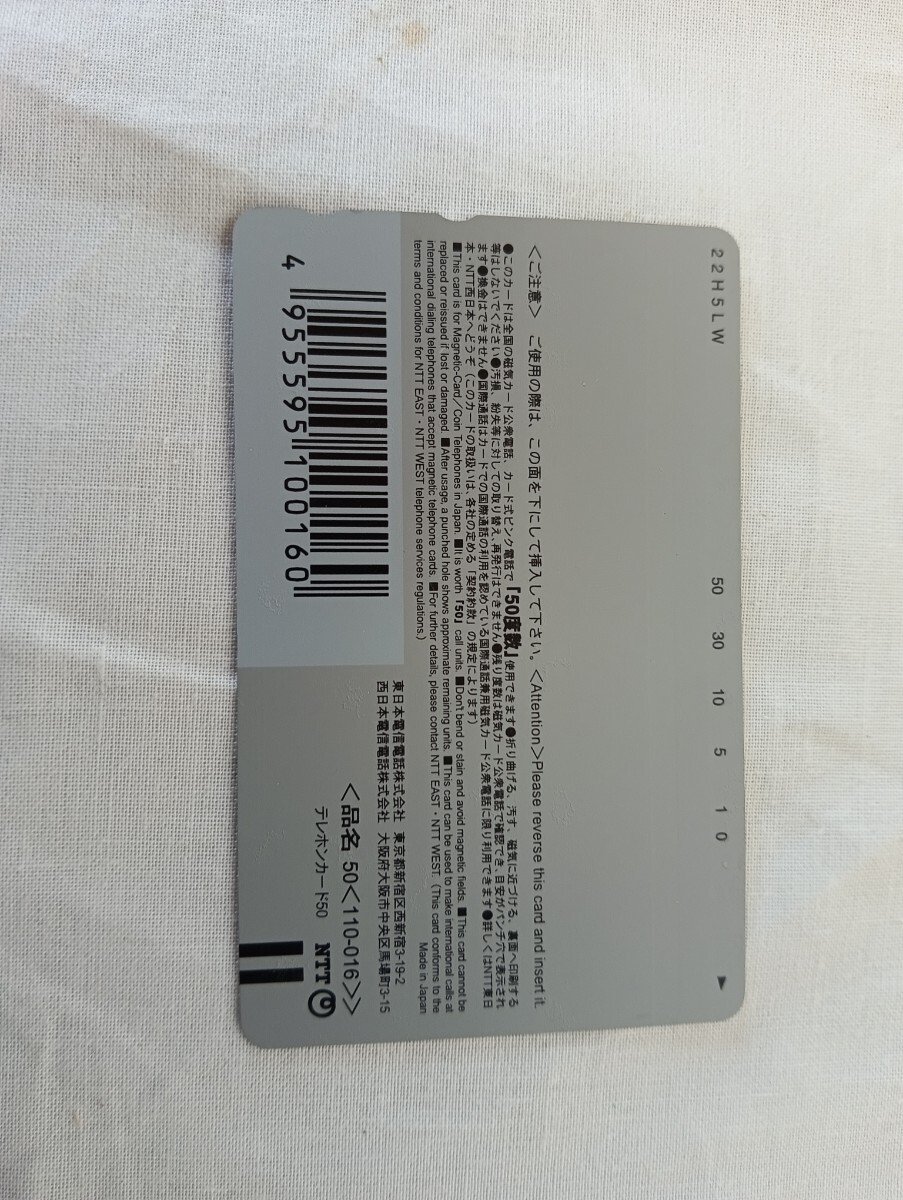 22H5LW 50 30 10 5 1 0 ▶
＜ご注意＞ ご使用の際は、この面を下にして挿入して下さい。＜Attention＞Please reverse this card and insert it.
●このカードは全国の磁気カード公衆電話、カード式ピンク電話で「50度数」使用できます●折り曲げる、汚す、磁気に近づける、裏面へ印刷する
等はしないでください●汚損、紛失等に対しての取り替え、再発行はできません●残り度数は磁気カード公衆電話で確認でき、目安がパンチ穴で表示され
ます●換金はできません●国際通話はカードでの国際通話の利用を認めている国際通話兼用磁気カード公衆電話に限り利用できます●詳しくはNTT東日
本・NTT西日本へどうぞ（このカードの取扱いは、各社の定める「契約約款」の規定によります）
■This card is for Magnetic-Card／Coin Telephones in Japan. ■It is worth「50」call units. ■Don't bend or stain and avoid magnetic fields. ■This card cannot be
replaced or reissued if lost or damaged. ■After usage, a punched hole shows approximate remaining units. ■This card can be used to make international calls at
international dialing telephones that accept magnetic telephone cards. ■For further details, please contact NTT EAST・NTT WEST. (This card conforms to the
terms and conditions for NTT EAST・NTT WEST telephone services regulations.)
Made in Japan
東日本電信電話株式会社 東京都新宿区西新宿3-19-2
西日本電信電話株式会社 大阪府大阪市中央区馬場町3-15
＜品名 50＜110-016＞＞
テレホンカード50 NTT
4 955595 100160